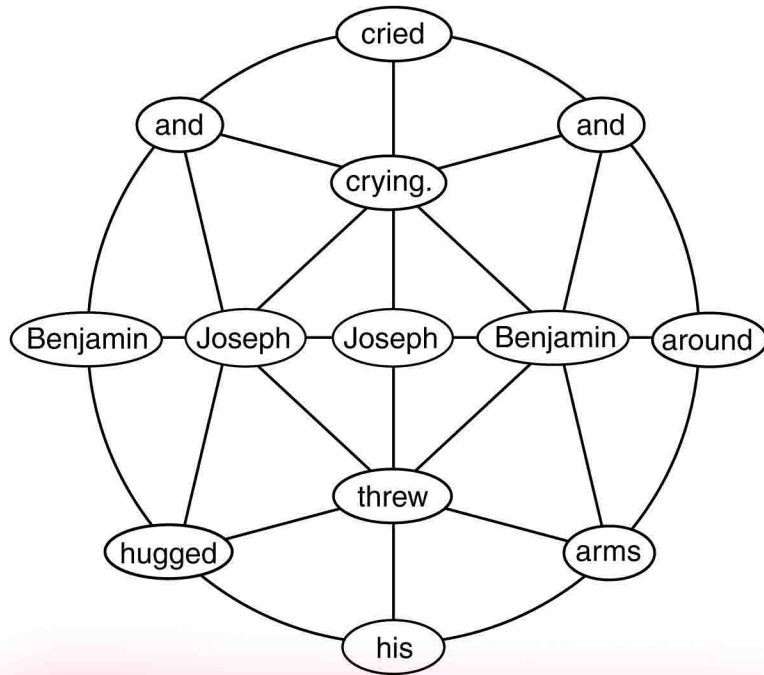 cried
and and
crying.
Benjamin Joseph Joseph Benjamin around
threw
hugged arms
his